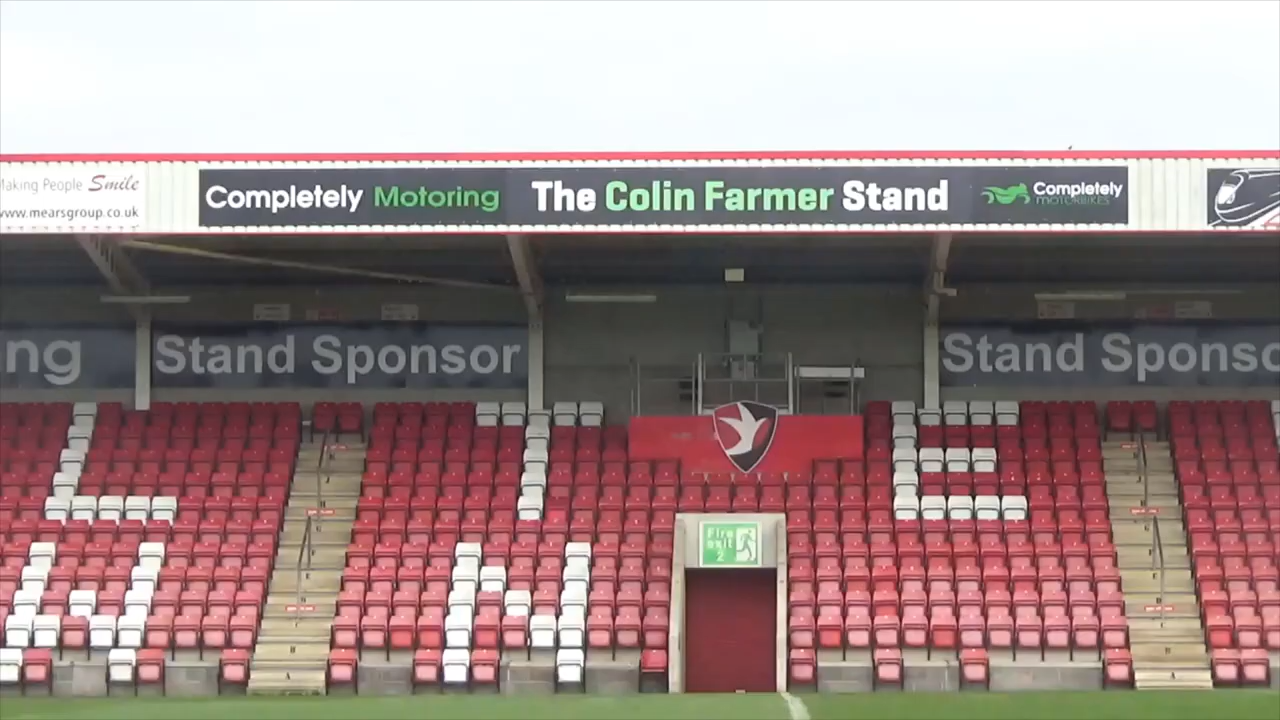 Making People Smile
www.mearsgroup.co.uk
Completely Motoring
The Colin Farmer Stand
Completely
MOTORBIKES
ng
Stand Sponsor
Stand Sponso
Fire
exit
2
L T E
W N